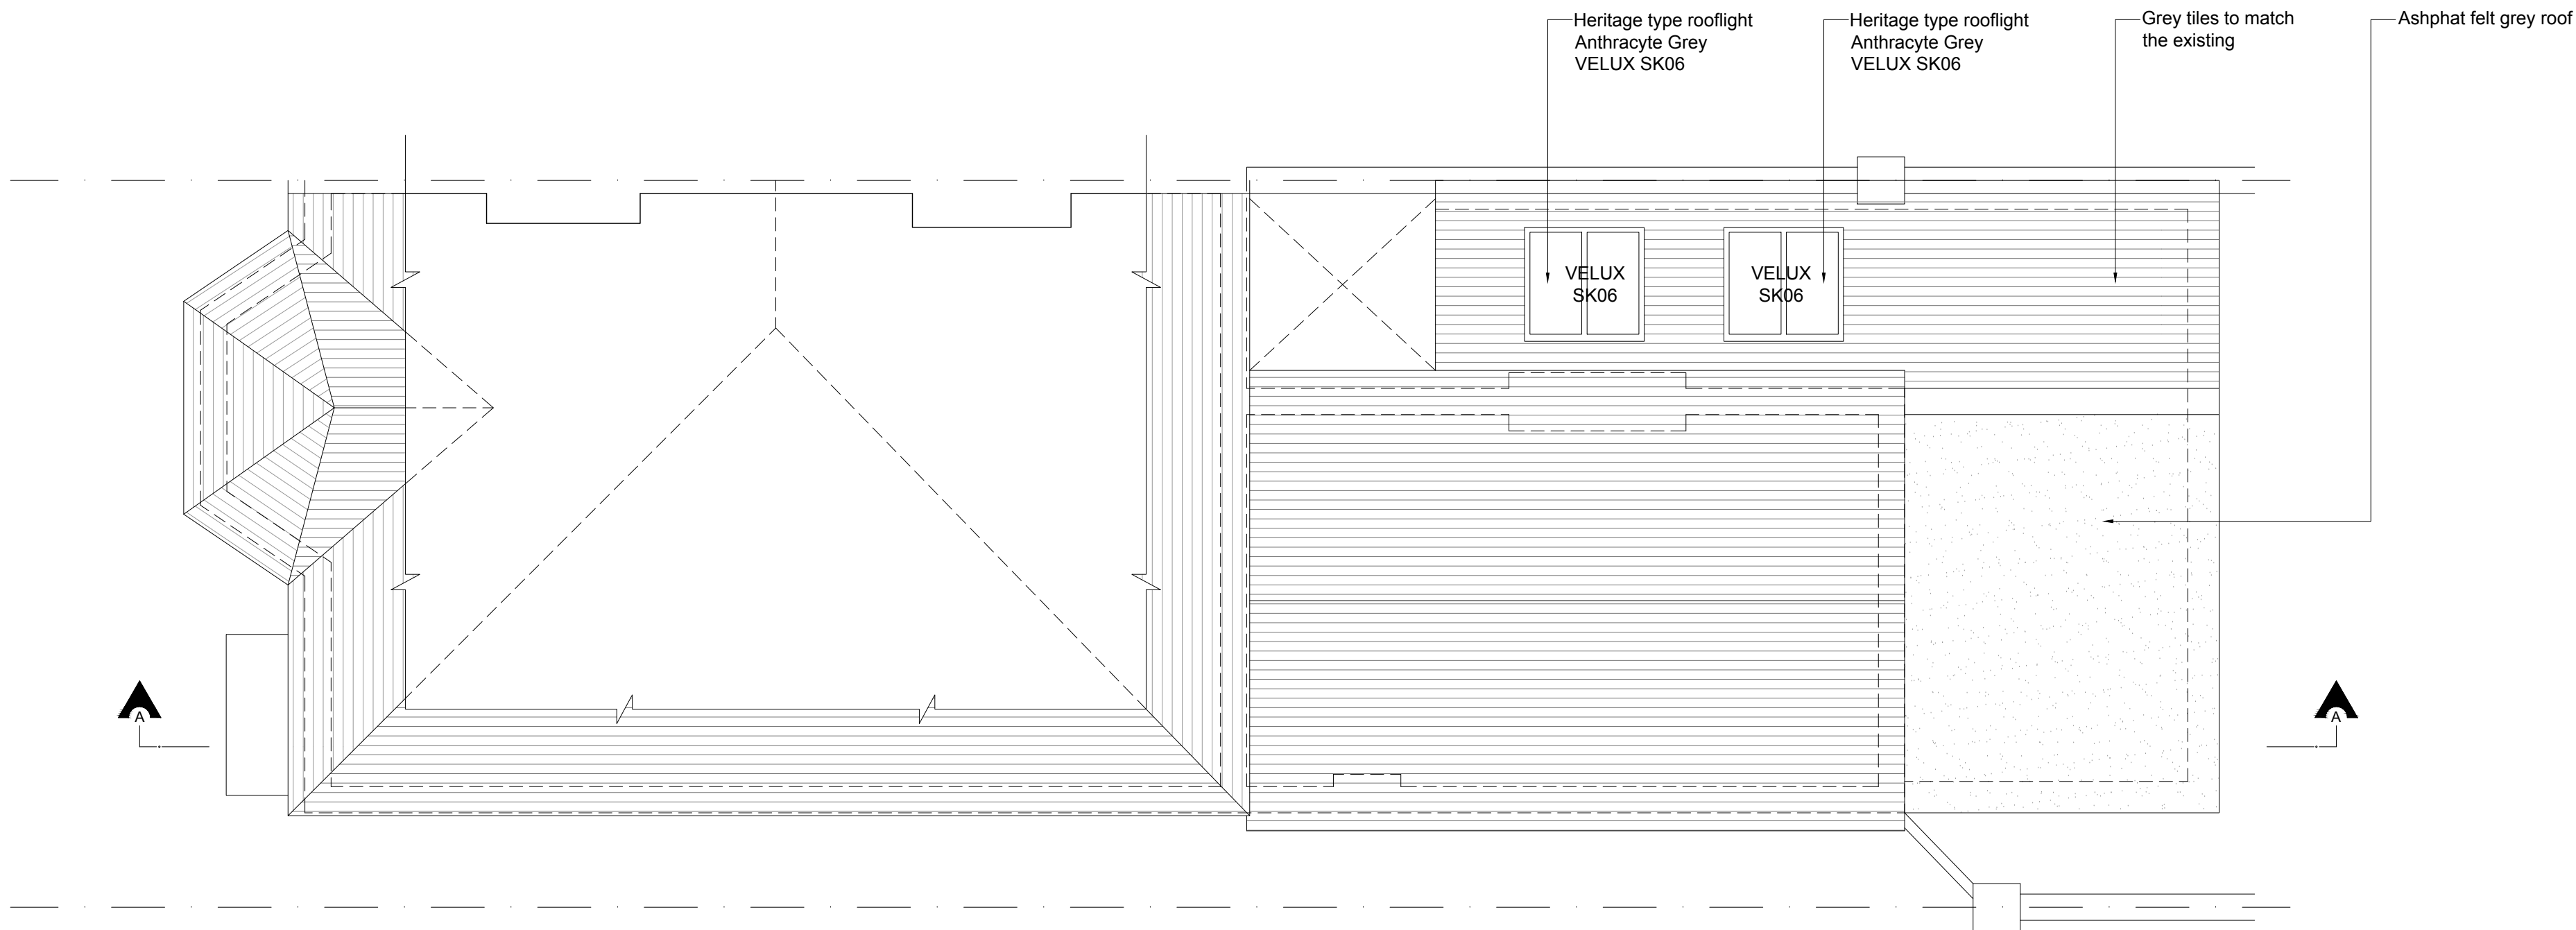 Heritage type rooflight
Anthracyte Grey
VELUX SK06
Heritage type rooflight
Anthracyte Grey
VELUX SK06
Grey tiles to match
the existing
Ashphat felt grey roof
VELUX
SK06
VELUX
SK06
A
A